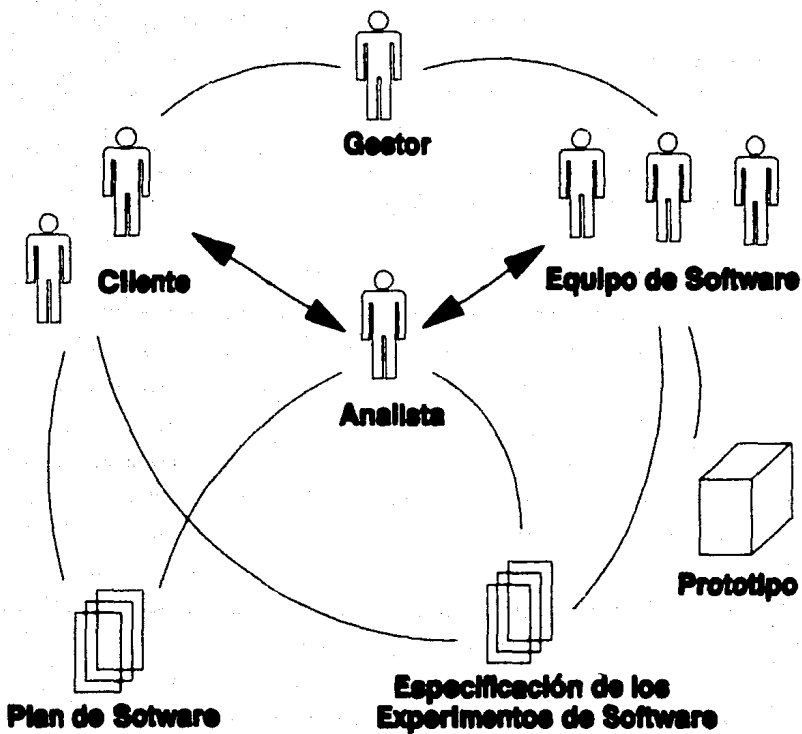 Gestor
Cliente
Equipo de Software
Analista
Prototipo
Plan de Sotware
Especificación de los
Experimentos de Software